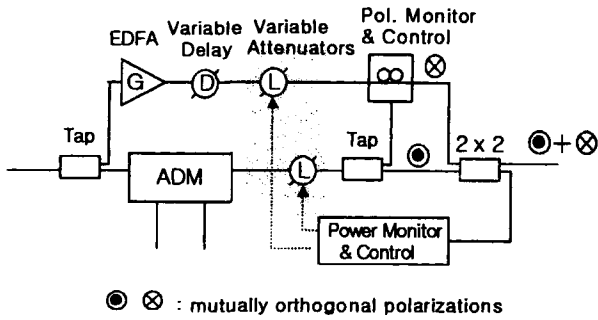 Pol. Monitor
& Control
EDFA
Variable
Delay
Variable
Attenuators
G
D
L
Tap
ADM
L
Tap
2 x 2
+
Power Monitor
& Control
: mutually orthogonal polarizations